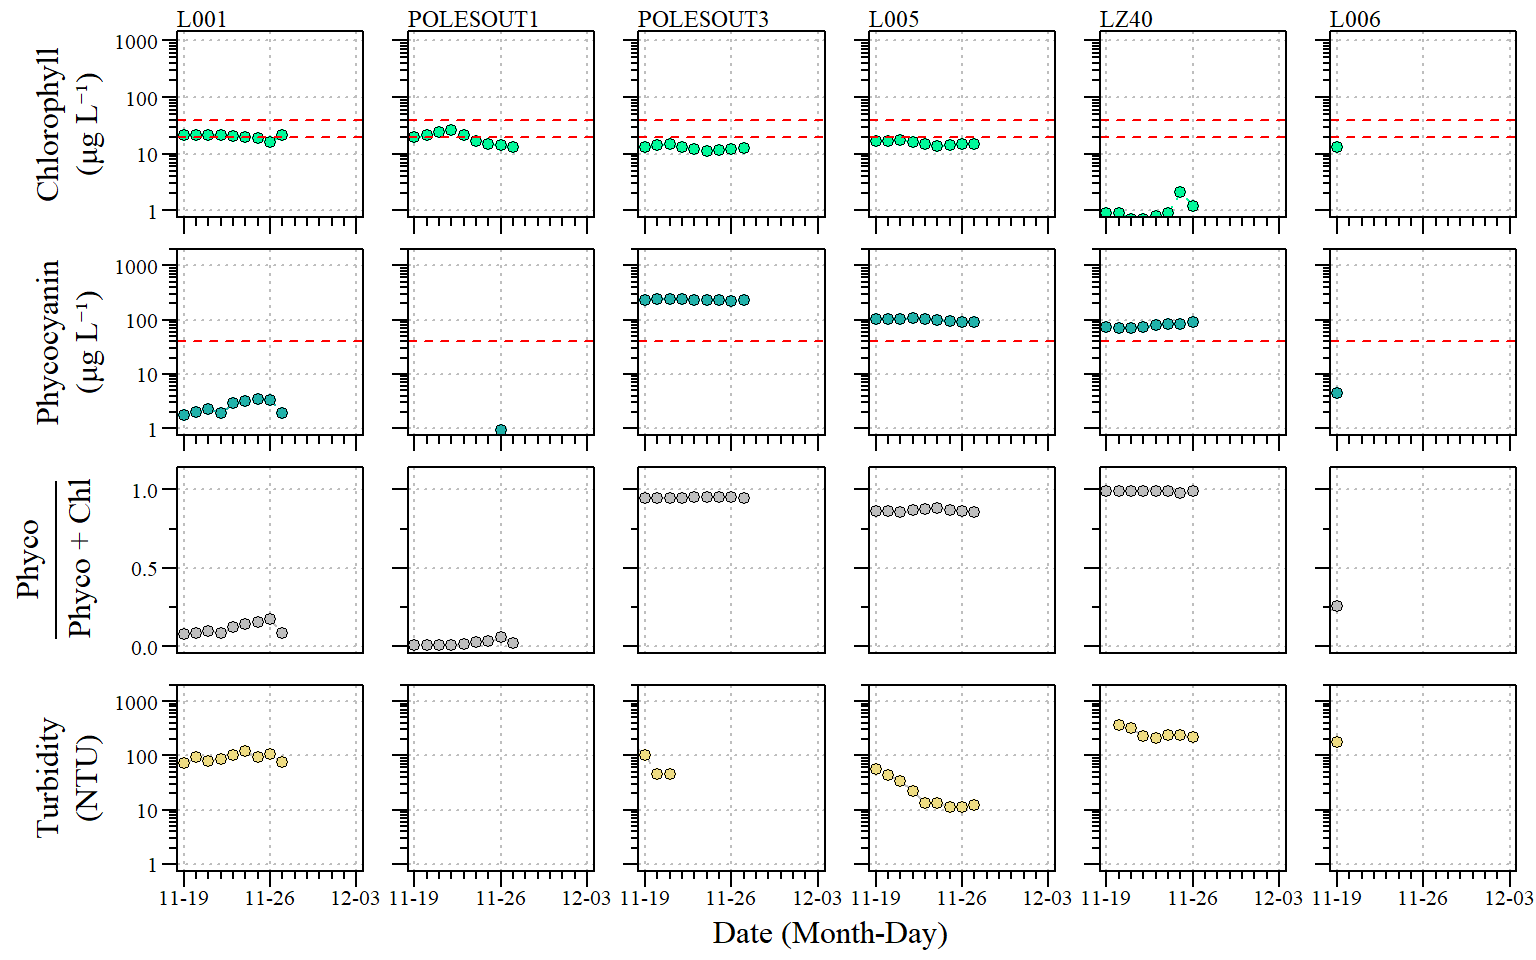 L001 POLESOUT1 POLESOUT3 L005 LZ40 L006
Chlorophyll
(µg L⁻¹)
1000
100
10
1
Phycocyanin
(µg L⁻¹)
1000
100
10
1
Phyco
Phyco + Chl
1.0
0.5
0.0
Turbidity
(NTU)
1000
100
10
1
11-19 11-26 12-03 11-19 11-26 12-03 11-19 11-26 12-03 11-19 11-26 12-03 11-19 11-26 12-03 11-19 11-26 12-03
Date (Month-Day)